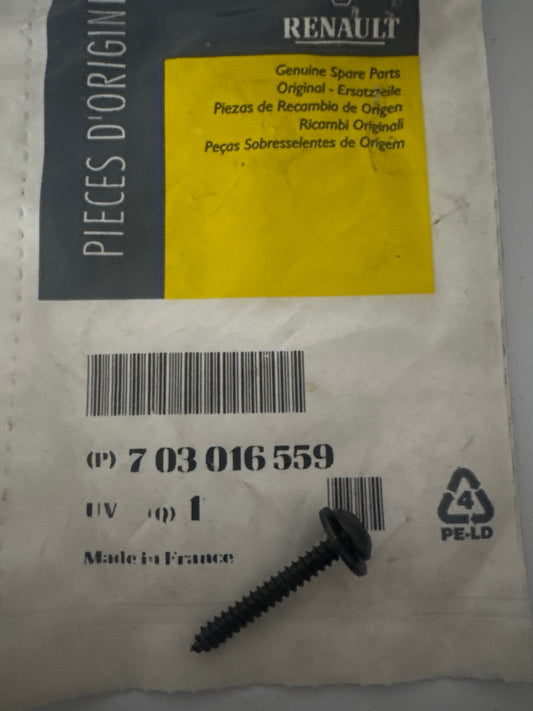 PIECES D'ORIGINE
RENAULT
Genuine Spare Parts
Original - Ersatzteile
Piezas de Recambio de Origen
Ricambi Originali
Peças Sobresselentes de Origem
(P) 7 03 016 559
UV (Q) 1
Made in France
4
PE-LD